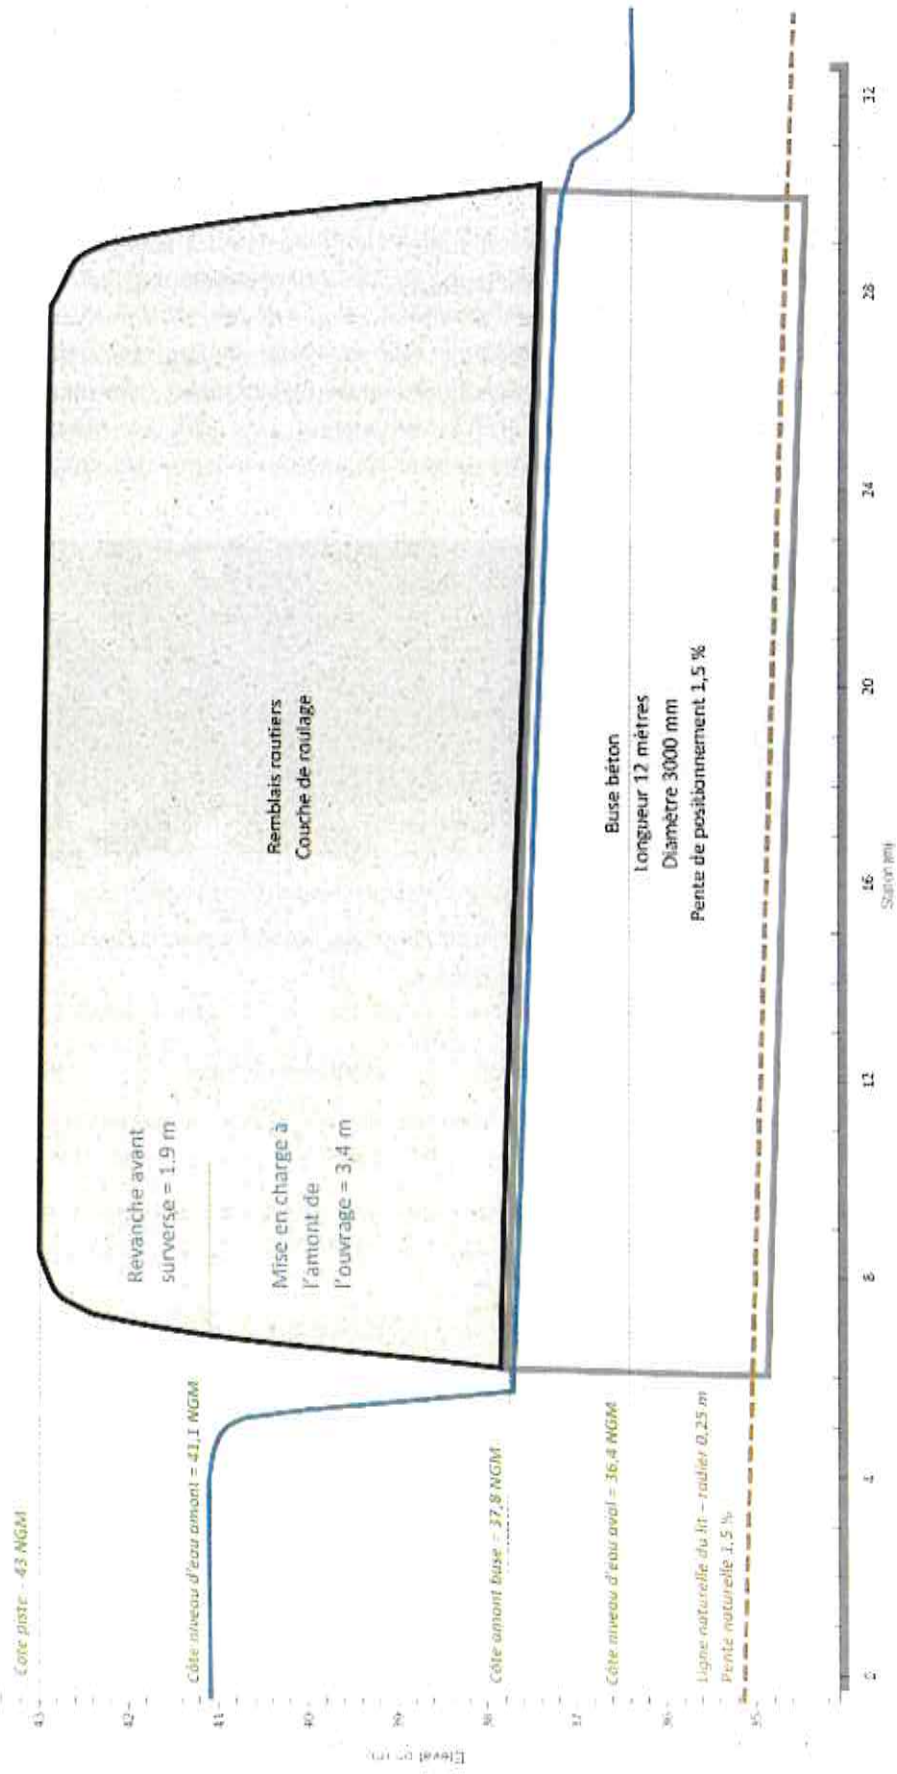 Cote piste - 43 NGM
Côte niveau d'eau amont = 41,1 NGM
Côte amont buse = 37,8 NGM
Côte niveau d'eau aval = 36,4 NGM
Ligne naturelle du lit – radier 0,25 m
Pente naturelle 1,5 %
Revanche avant
surverse = 1.9 m
Mise en charge à
l'amont de
l'ouvrage = 3,4 m
Remblais routiers
Couche de roulage
Buse béton
Longueur 12 mètres
Diamètre 3000 mm
Pente de positionnement 1,5 %
43
42
41
40
39
38
37
36
35
0
4
8
12
16
20
24
28
32
Station (m)